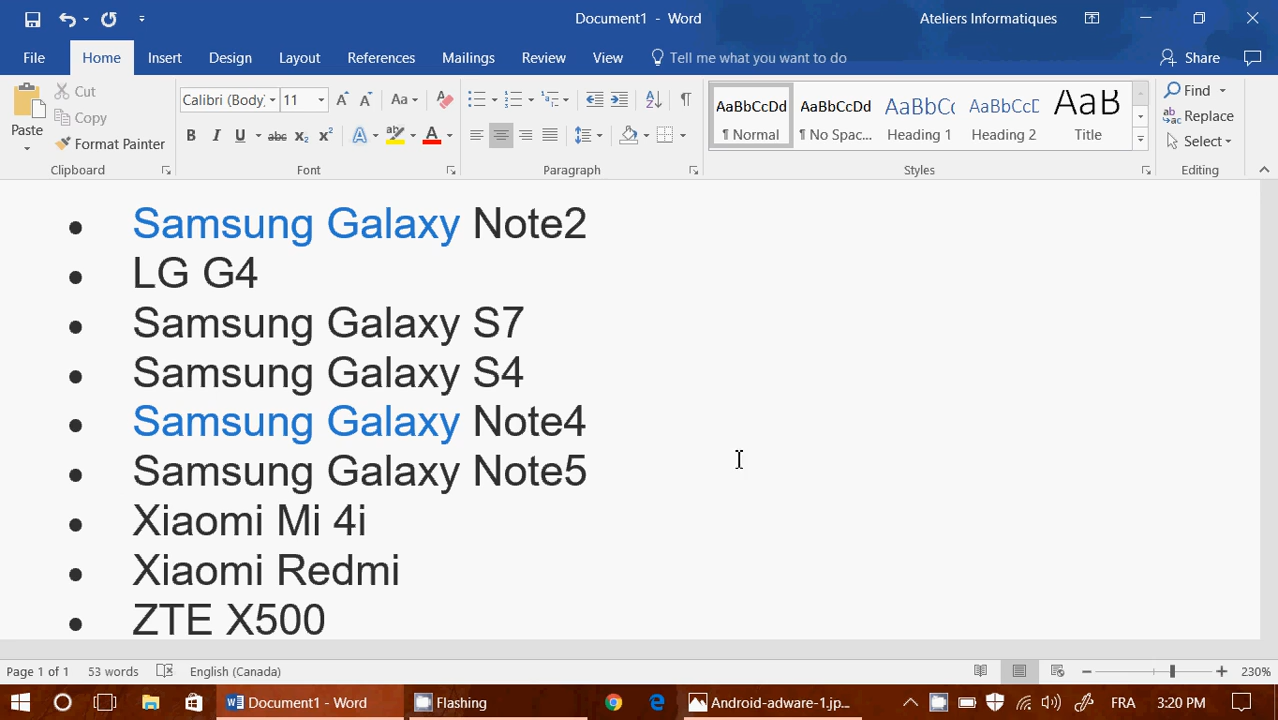 Document1 - Word
Ateliers Informatiques
File Home Insert Design Layout References Mailings Review View Tell me what you want to do Share
Paste
Cut
Copy
Format Painter
Calibri (Body) 11
AaBbCcDd AaBbCcDd AaBbCc AaBbCcD AaB
¶ Normal ¶ No Spac... Heading 1 Heading 2 Title
Find
Replace
Select
Clipboard Font Paragraph Styles Editing
• Samsung Galaxy Note2
• LG G4
• Samsung Galaxy S7
• Samsung Galaxy S4
• Samsung Galaxy Note4
• Samsung Galaxy Note5
• Xiaomi Mi 4i
• Xiaomi Redmi
• ZTE X500
Page 1 of 1 53 words English (Canada) 230%
Document1 - Word Flashing Android-adware-1.jp... FRA 3:20 PM